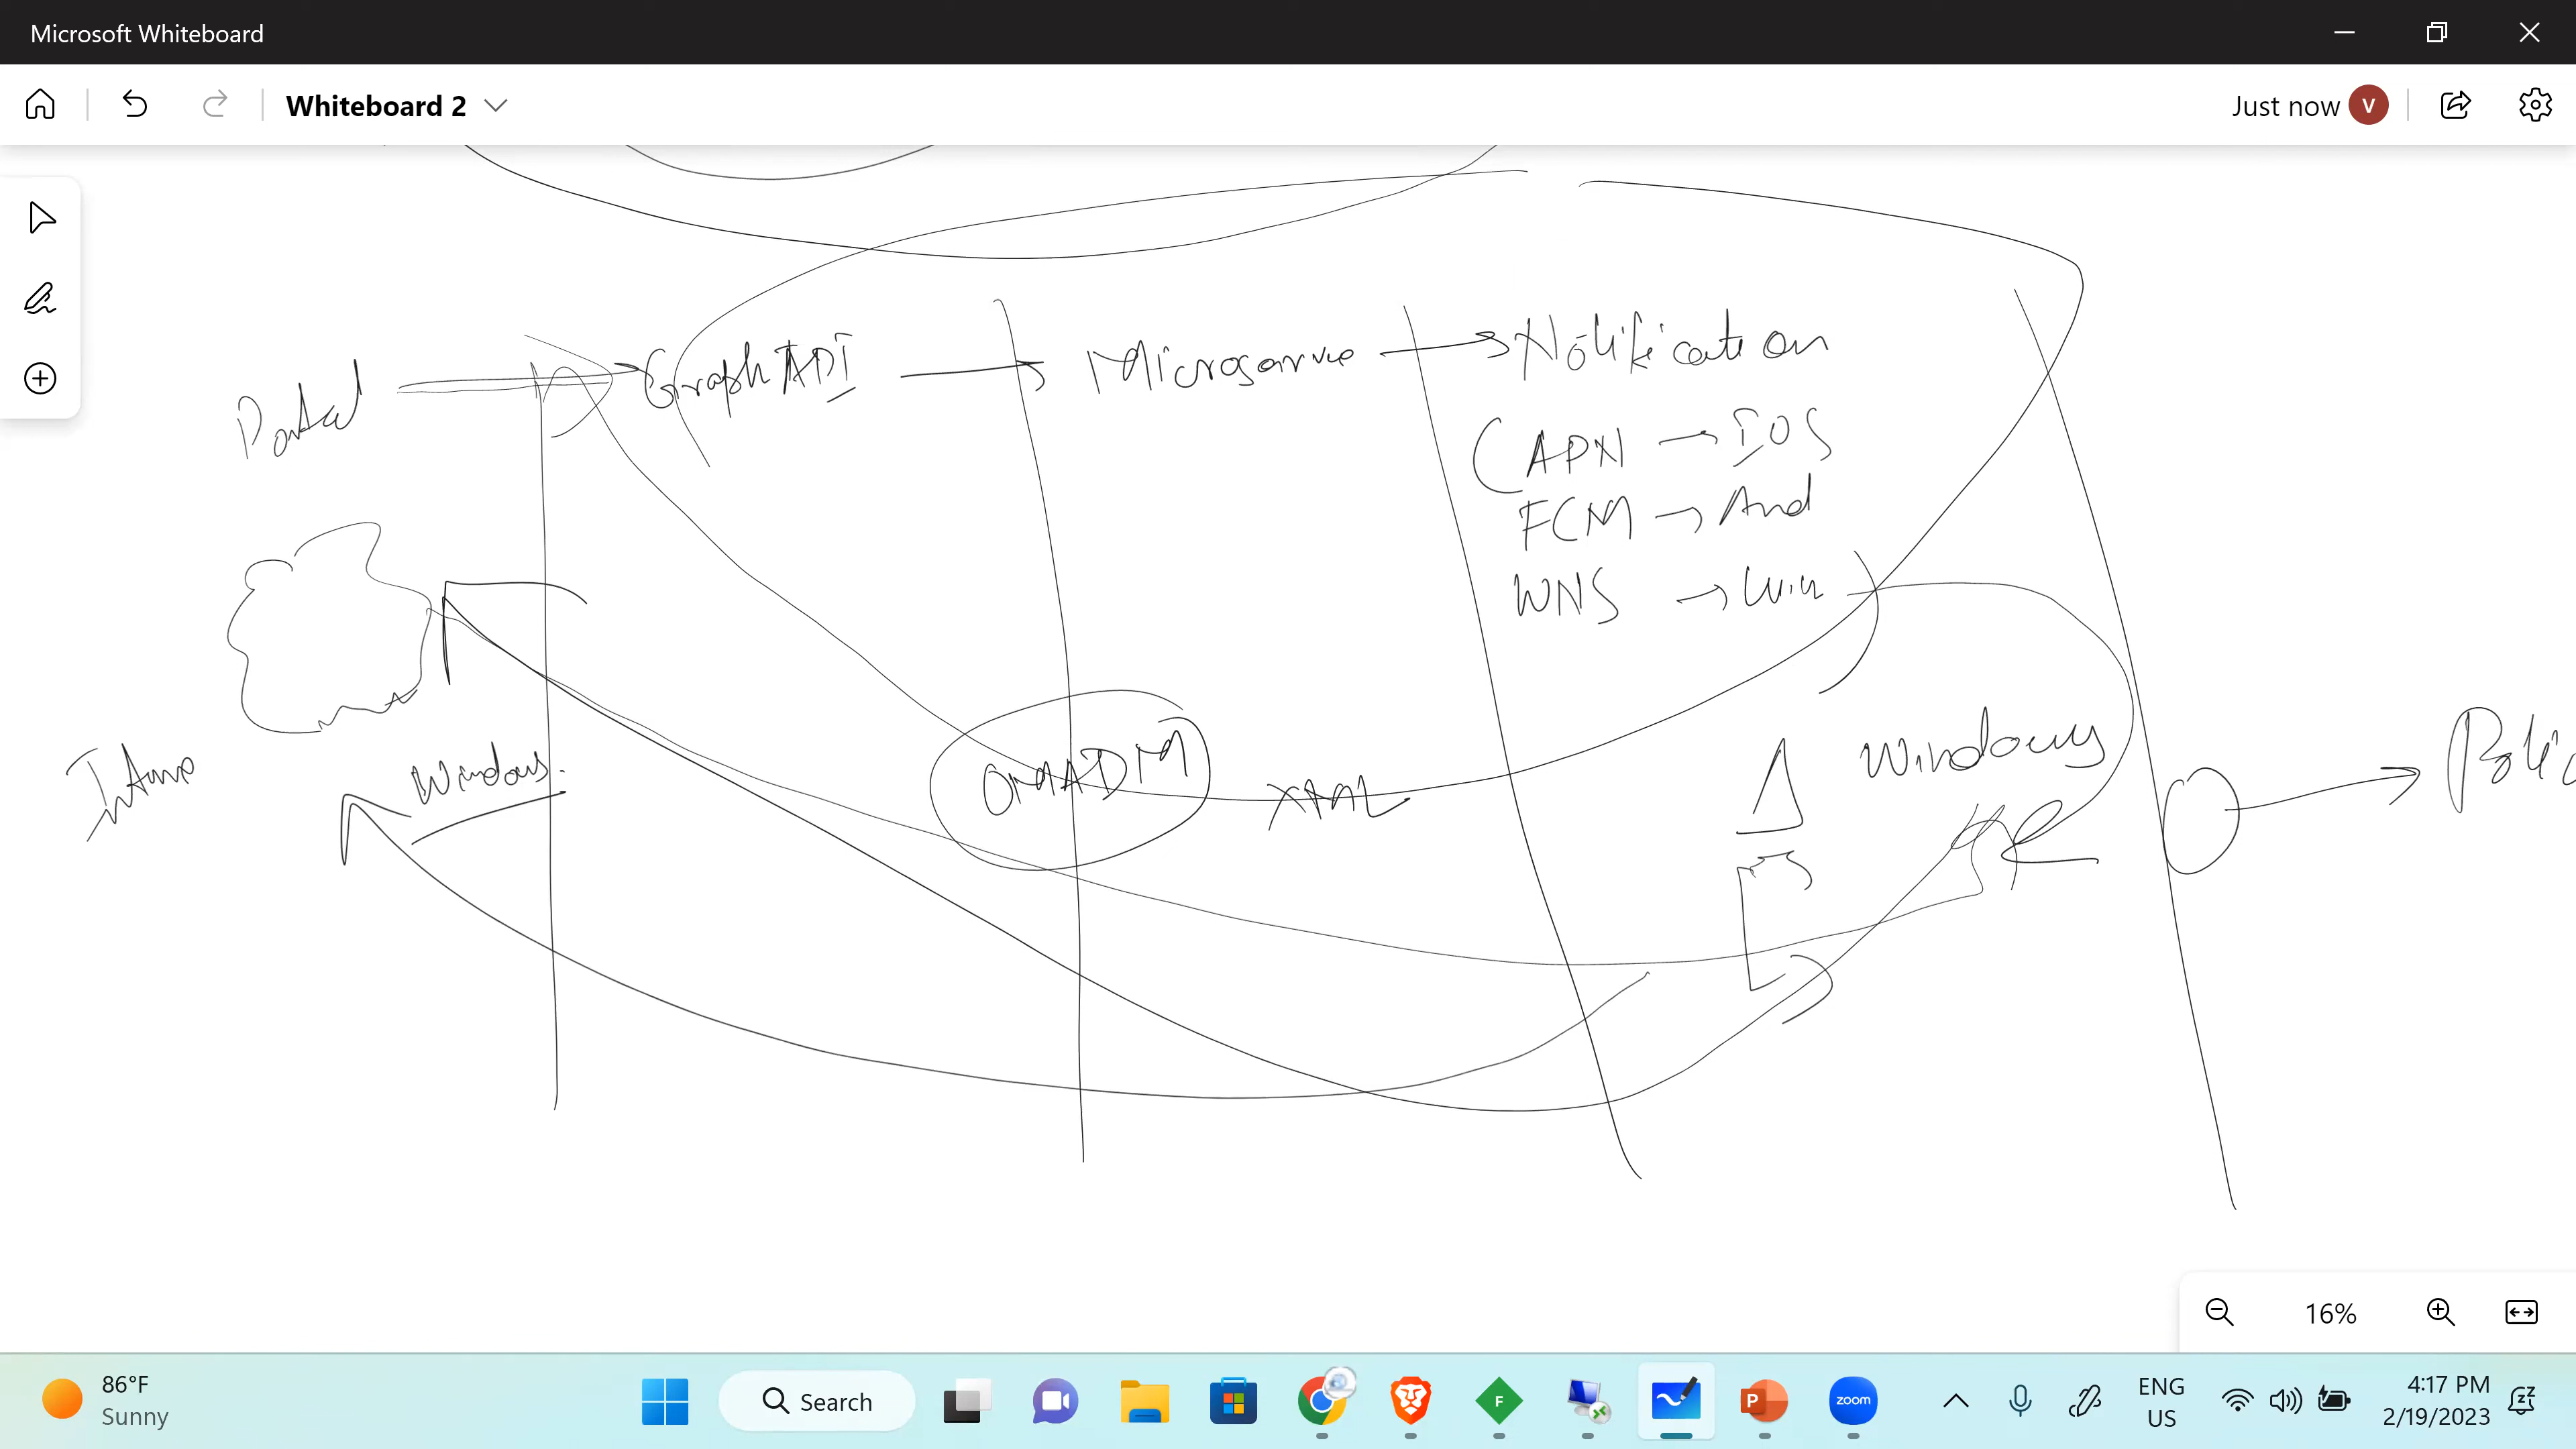 Microsoft Whiteboard
Whiteboard 2
Just now V
Portal → Graph API → Microservice → Notification
(APN → IOS
FCM → And
WNS → Win)
Intune
Windows
OMADM
XML
Windows
16%
86°F
Sunny
Search
F
P
zoom
ENG
US
4:17 PM
2/19/2023